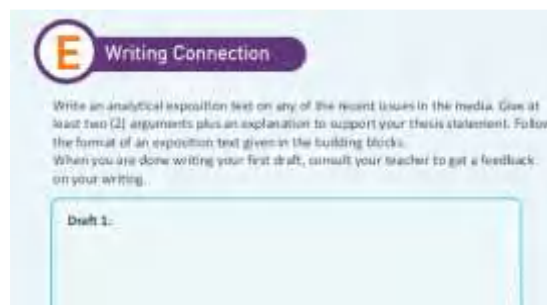 E
Writing Connection
Write an analytical exposition text on any of the recent issues in the media. Give at
least two (2) arguments plus an explanation to support your thesis statement. Follow
the format of an exposition text given in the building blocks.
When you are done writing your first draft, consult your teacher to get a feedback
on your writing.
Draft 1: